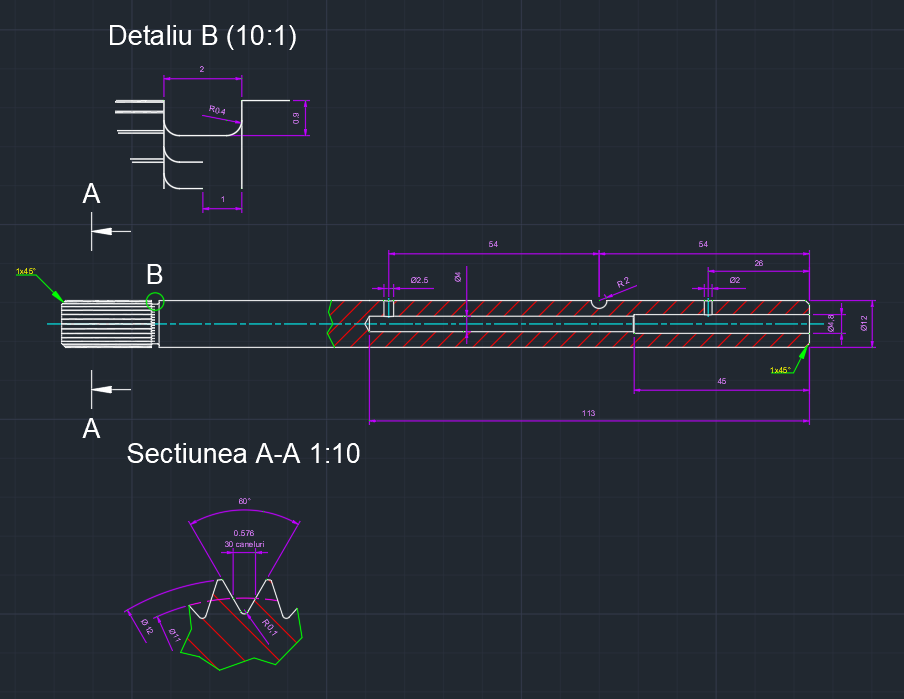 Detaliu B (10:1)
2
R0.4
0.9
1
A
1x45°
B
54
54
26
Ø2.5
Ø4
R.2
Ø2
Ø4.8
Ø12
1x45°
45
113
A
Sectiunea A-A 1:10
60°
0.576
30 caneluri
Ø12
Ø11
R0.1